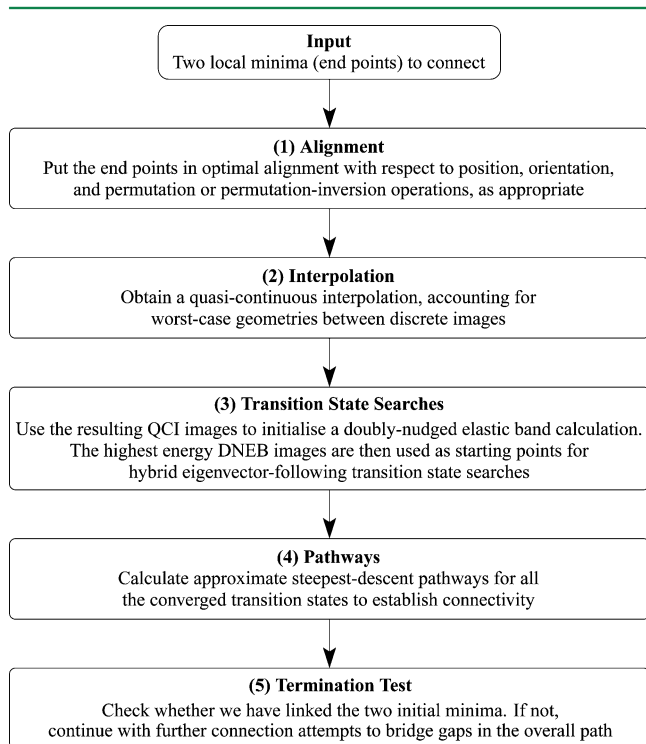 Input
Two local minima (end points) to connect
(1) Alignment
Put the end points in optimal alignment with respect to position, orientation,
and permutation or permutation-inversion operations, as appropriate
(2) Interpolation
Obtain a quasi-continuous interpolation, accounting for
worst-case geometries between discrete images
(3) Transition State Searches
Use the resulting QCI images to initialise a doubly-nudged elastic band calculation.
The highest energy DNEB images are then used as starting points for
hybrid eigenvector-following transition state searches
(4) Pathways
Calculate approximate steepest-descent pathways for all
the converged transition states to establish connectivity
(5) Termination Test
Check whether we have linked the two initial minima. If not,
continue with further connection attempts to bridge gaps in the overall path